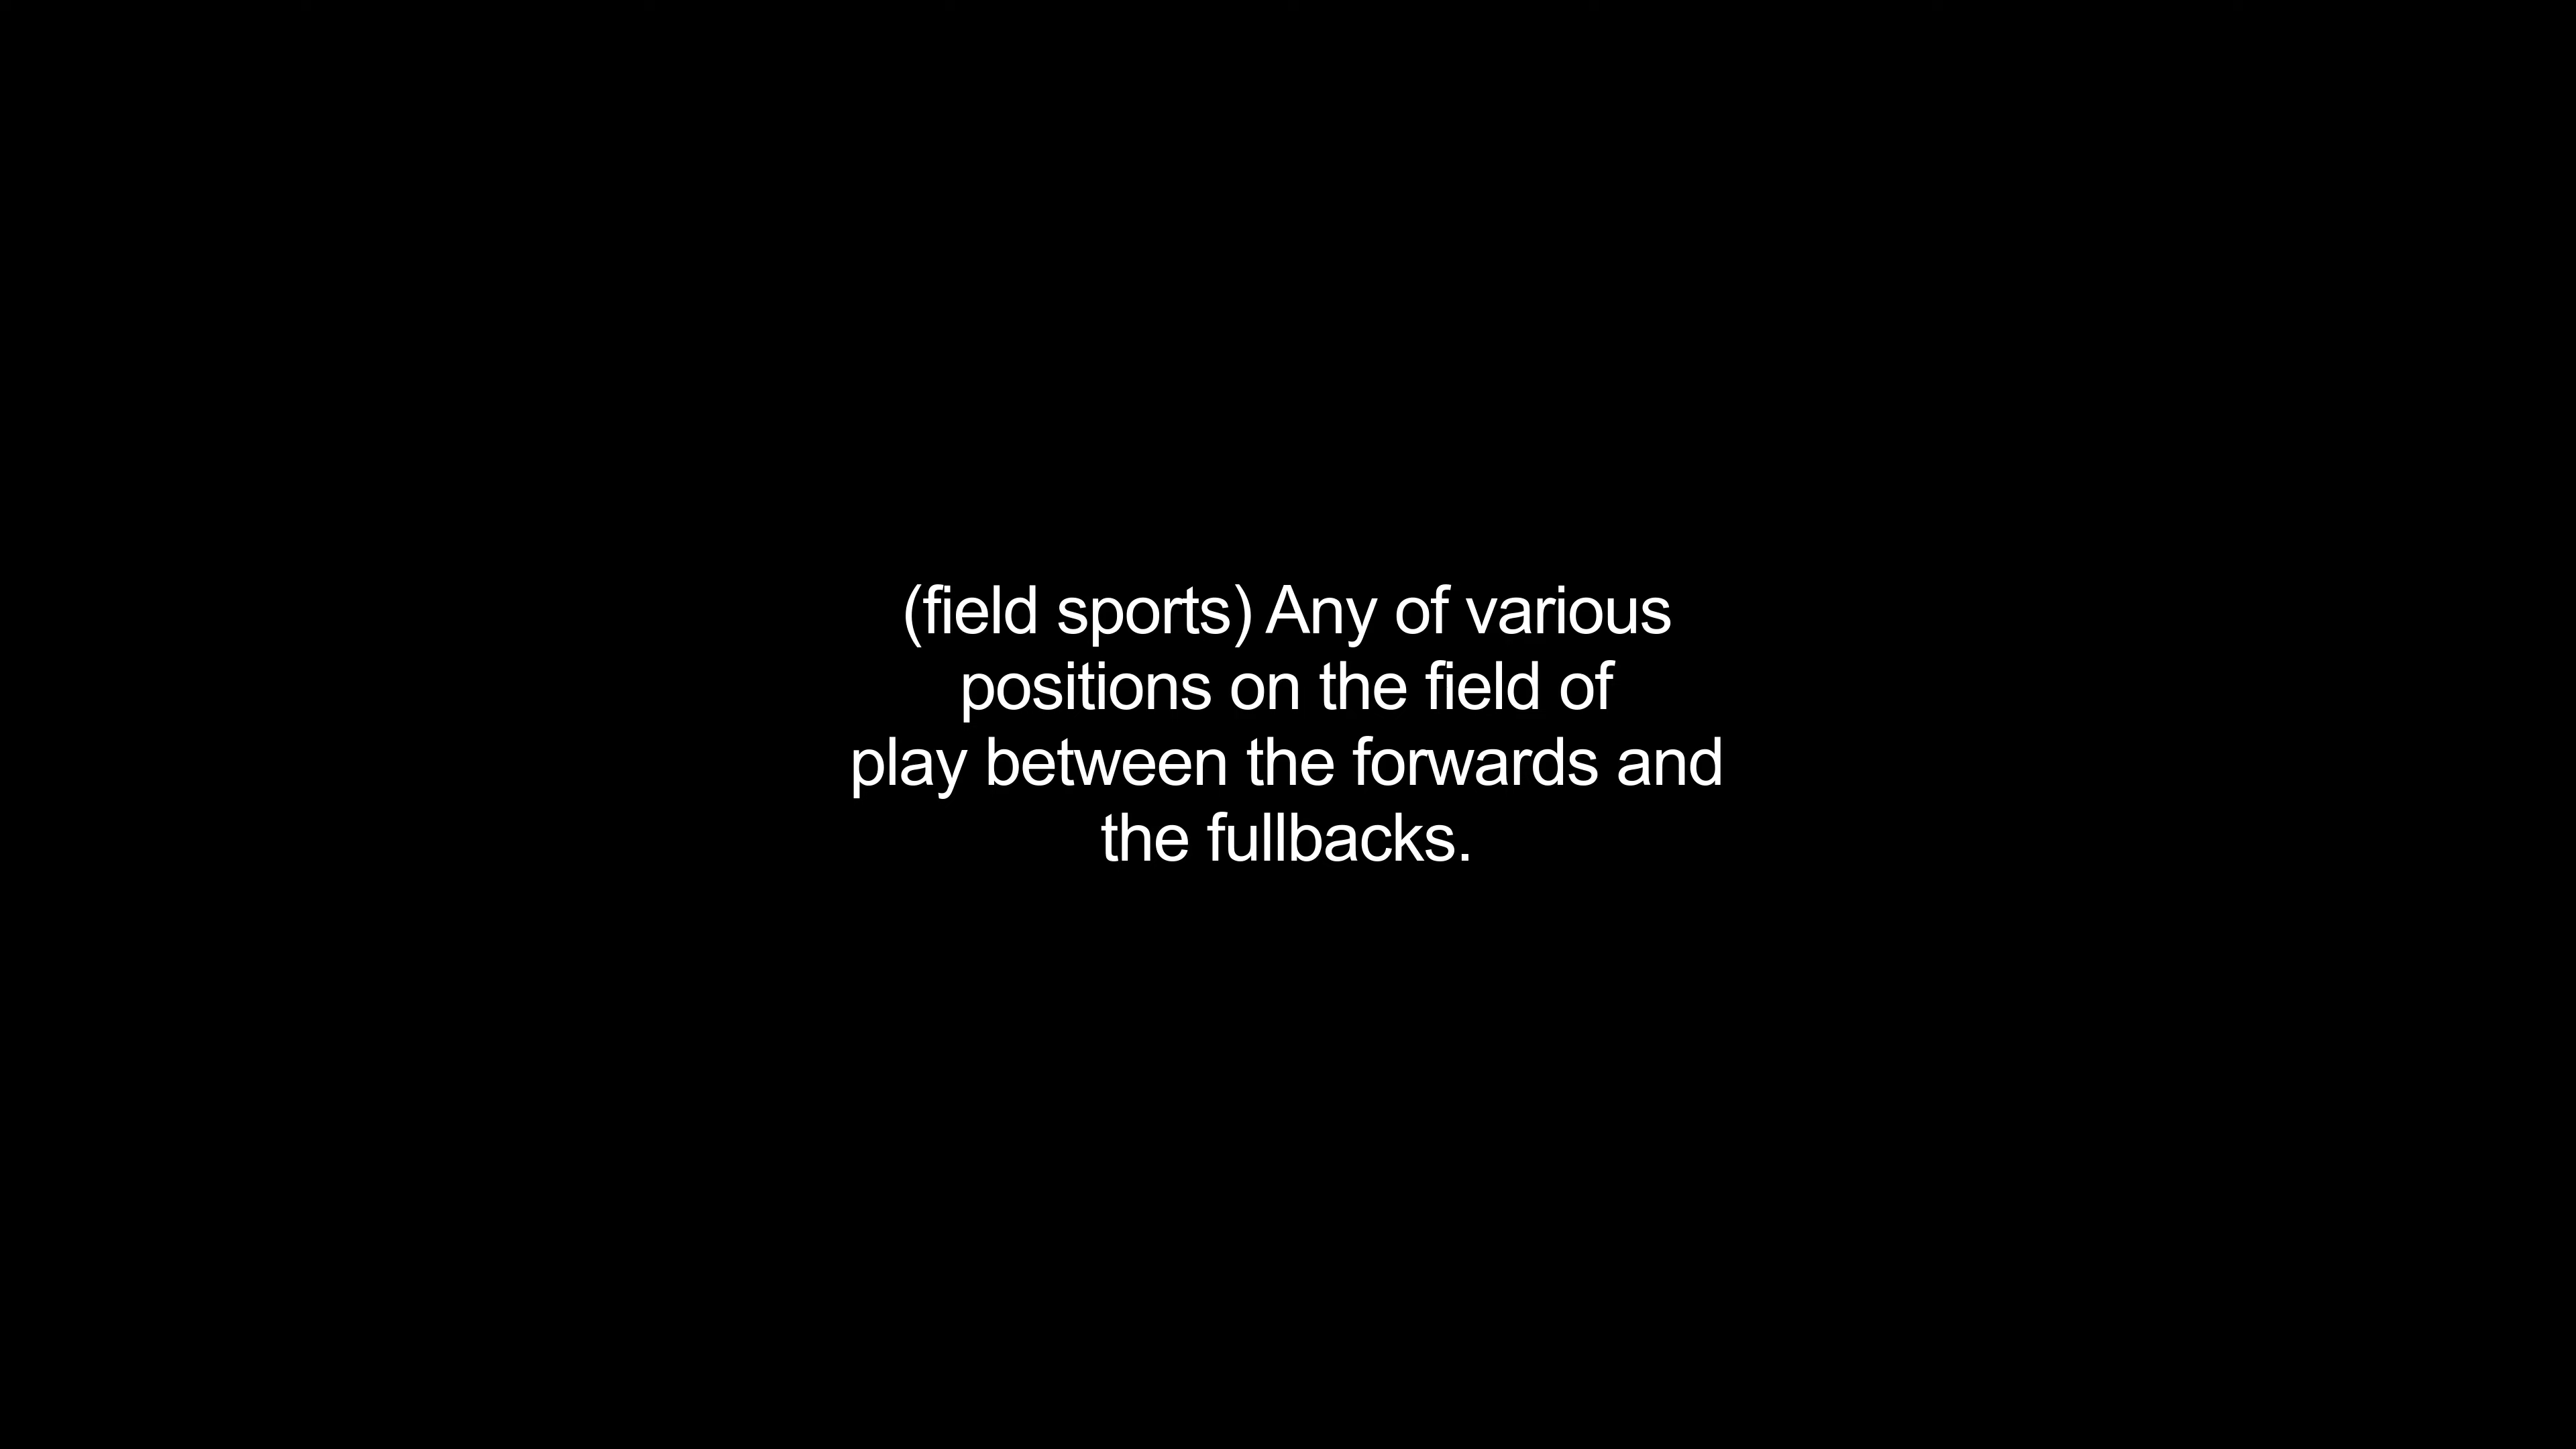 (field sports) Any of various
positions on the field of
play between the forwards and
the fullbacks.